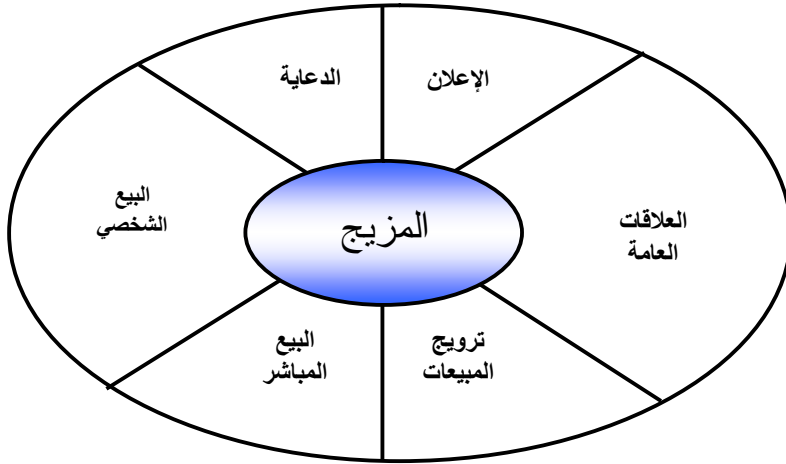 الإعلان
الدعاية
العلاقات
العامة
المزيج
البيع
الشخصي
ترويج
المبيعات
البيع
المباشر